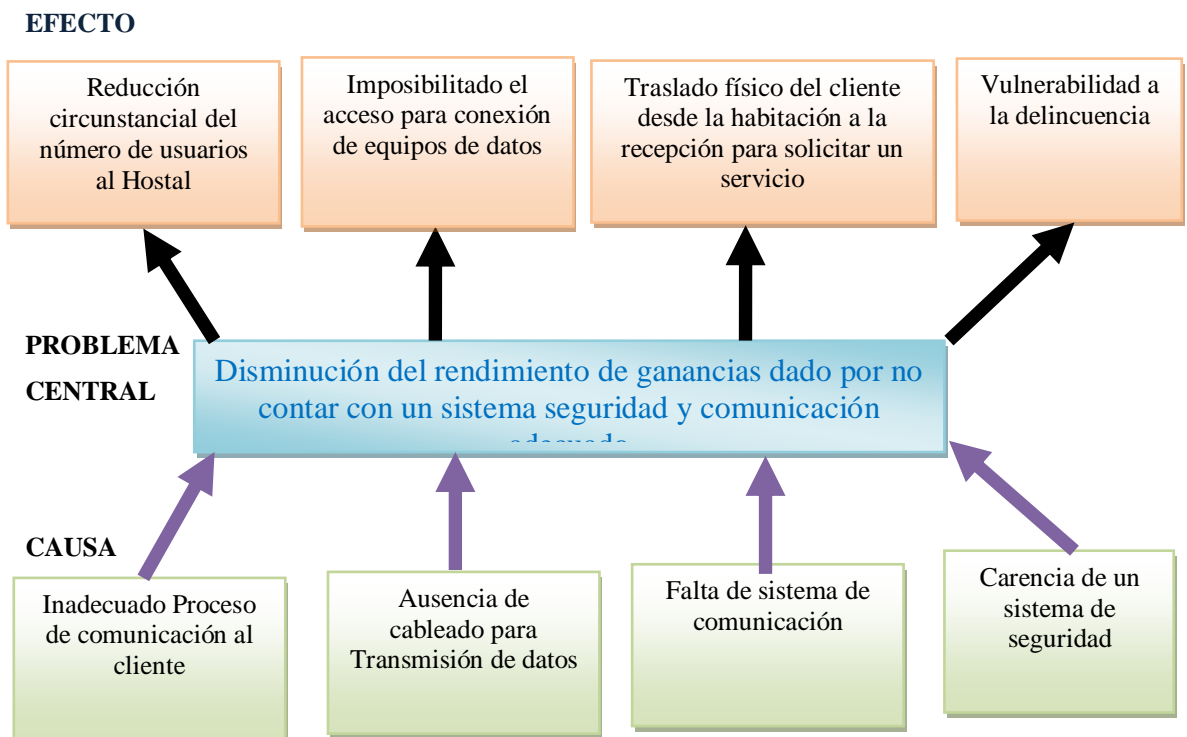 EFECTO
Reducción
circunstancial del
número de usuarios
al Hostal
Imposibilitado el
acceso para conexión
de equipos de datos
Traslado físico del cliente
desde la habitación a la
recepción para solicitar un
servicio
Vulnerabilidad a
la delincuencia
PROBLEMA
CENTRAL
Disminución del rendimiento de ganancias dado por no
contar con un sistema seguridad y comunicación
adecuado
CAUSA
Inadecuado Proceso
de comunicación al
cliente
Ausencia de
cableado para
Transmisión de datos
Falta de sistema de
comunicación
Carencia de un
sistema de
seguridad